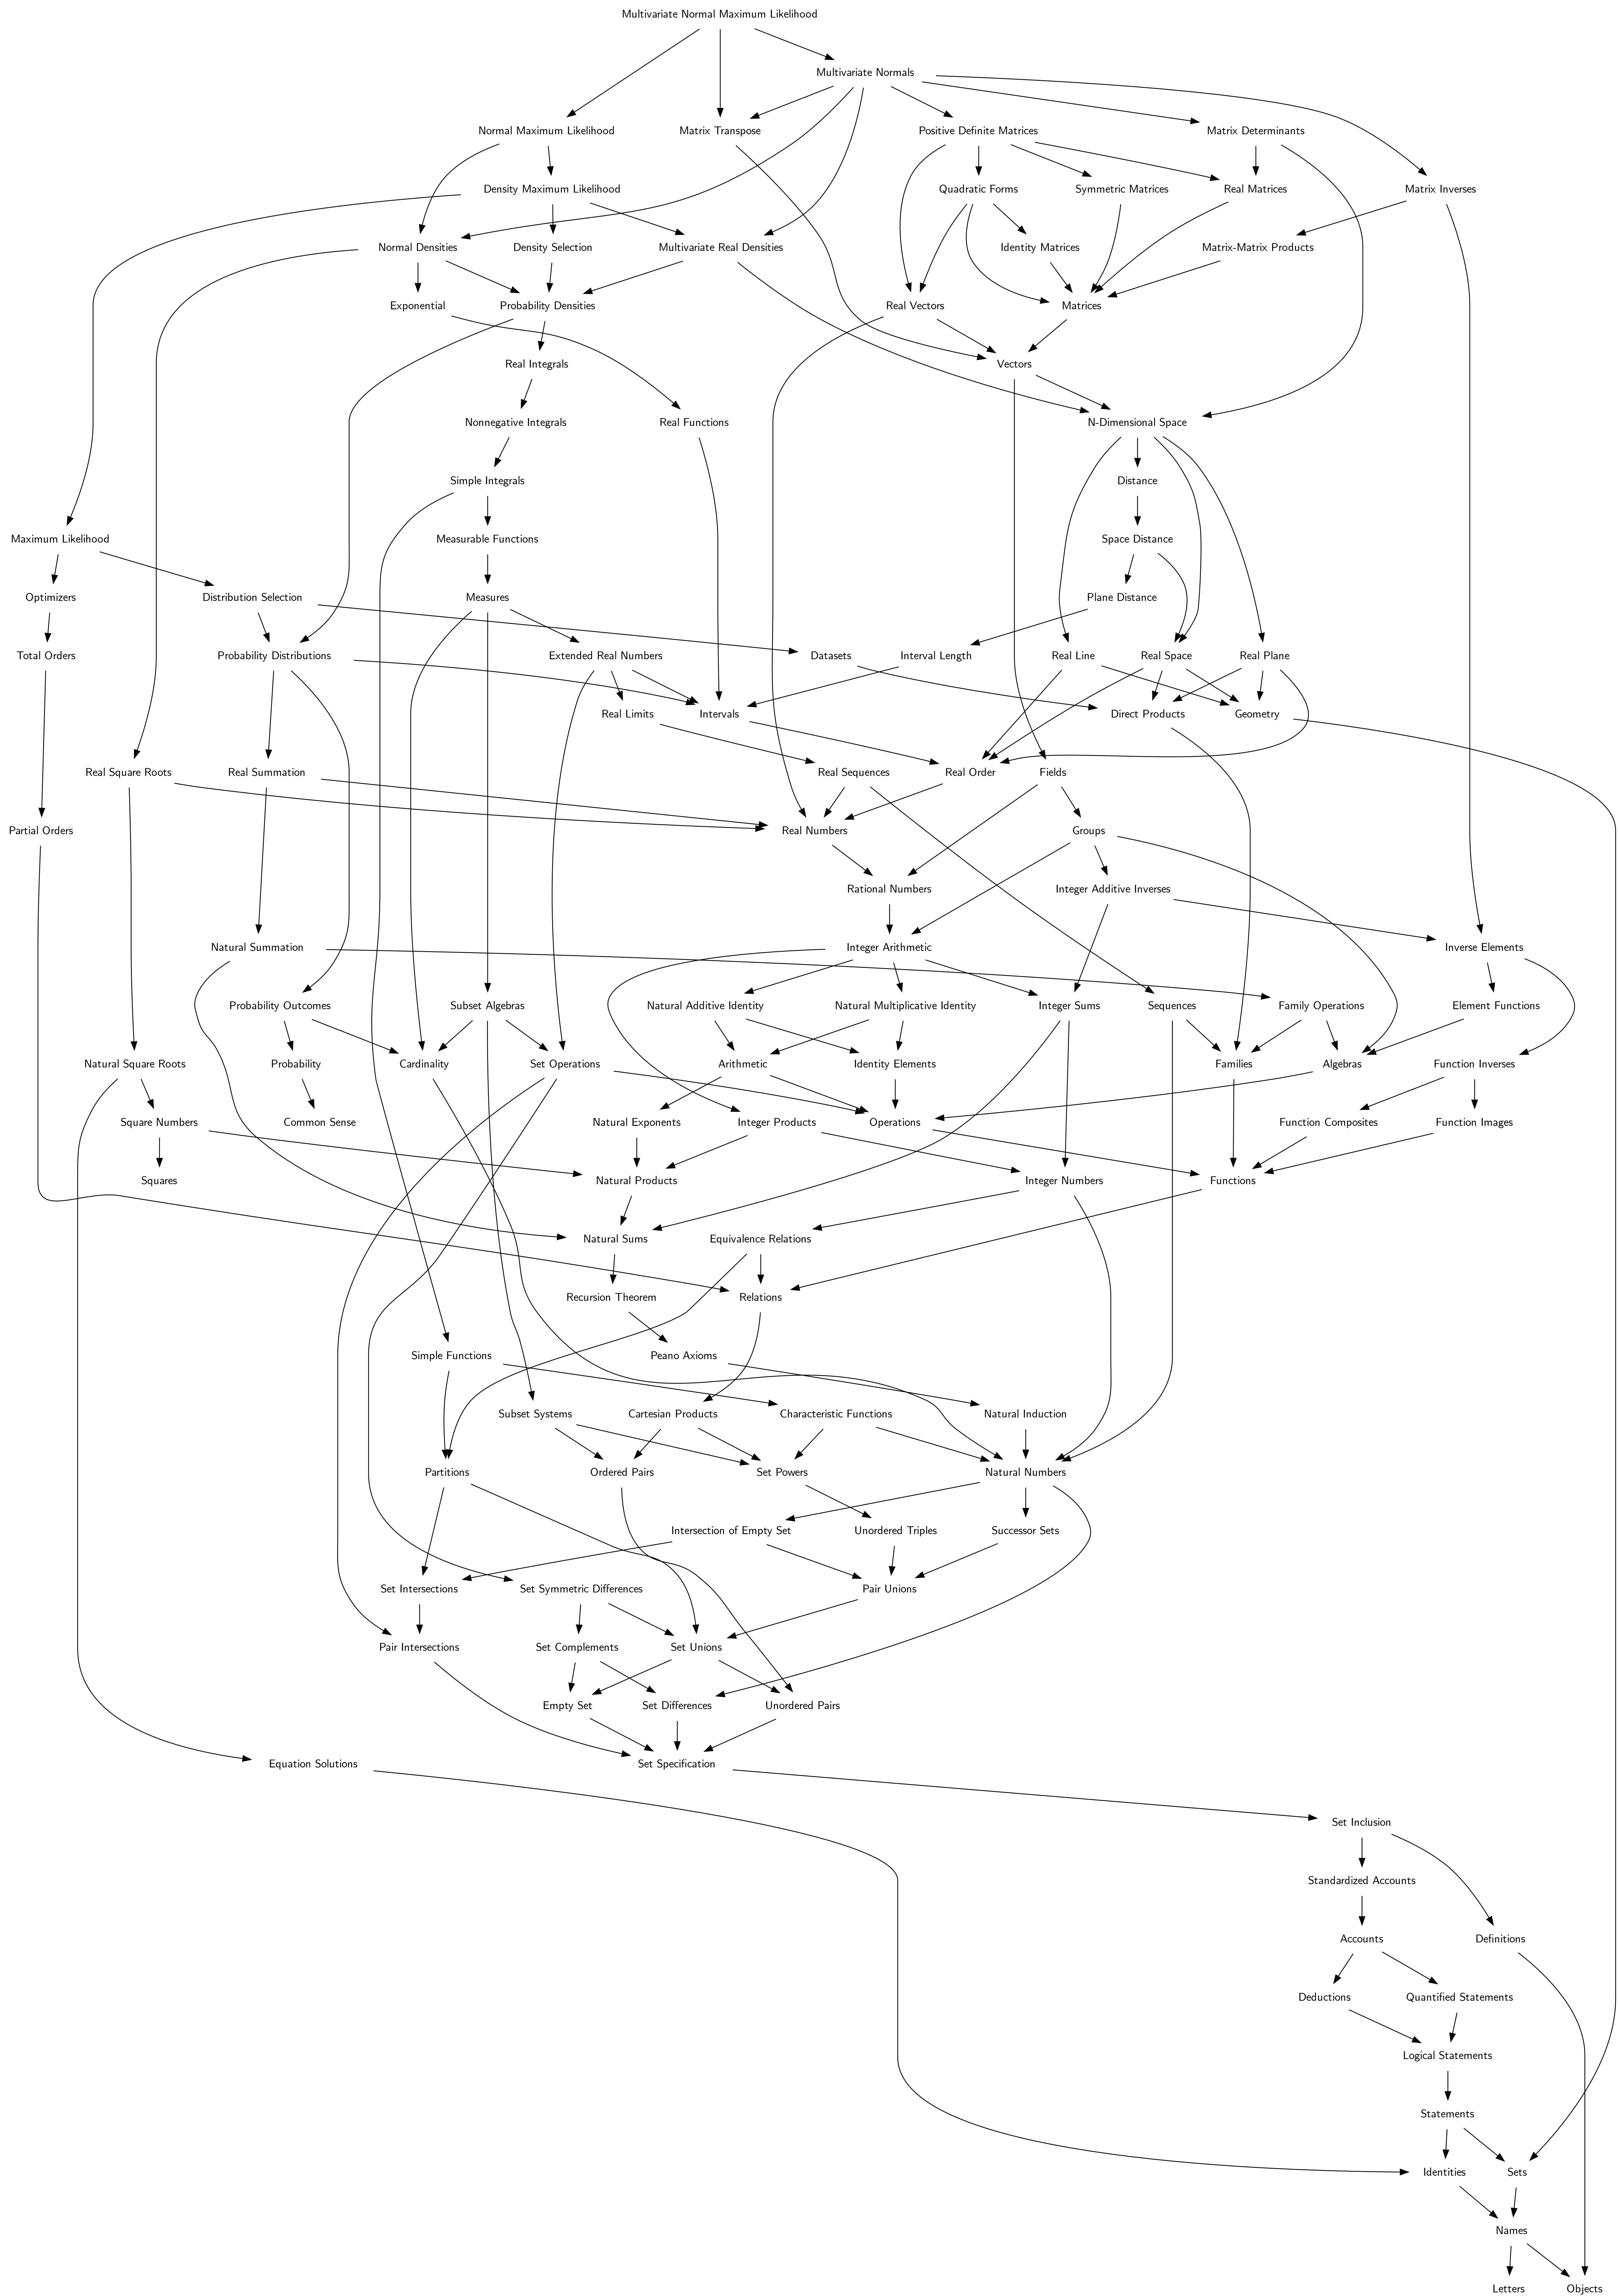 Multivariate Normal Maximum Likelihood
Multivariate Normals
Normal Maximum Likelihood
Matrix Transpose
Positive Definite Matrices
Matrix Determinants
Density Maximum Likelihood
Quadratic Forms
Symmetric Matrices
Real Matrices
Matrix Inverses
Normal Densities
Density Selection
Multivariate Real Densities
Identity Matrices
Matrix-Matrix Products
Exponential
Probability Densities
Real Vectors
Matrices
Real Integrals
Vectors
Nonnegative Integrals
Real Functions
N-Dimensional Space
Simple Integrals
Distance
Maximum Likelihood
Measurable Functions
Space Distance
Optimizers
Distribution Selection
Measures
Plane Distance
Total Orders
Probability Distributions
Extended Real Numbers
Datasets
Interval Length
Real Line
Real Space
Real Plane
Real Limits
Intervals
Direct Products
Geometry
Real Square Roots
Real Summation
Real Sequences
Real Order
Fields
Partial Orders
Real Numbers
Groups
Rational Numbers
Integer Additive Inverses
Natural Summation
Integer Arithmetic
Inverse Elements
Probability Outcomes
Subset Algebras
Natural Additive Identity
Natural Multiplicative Identity
Integer Sums
Sequences
Family Operations
Element Functions
Natural Square Roots
Probability
Cardinality
Set Operations
Arithmetic
Identity Elements
Families
Algebras
Function Inverses
Square Numbers
Common Sense
Natural Exponents
Integer Products
Operations
Function Composites
Function Images
Squares
Natural Products
Integer Numbers
Functions
Natural Sums
Equivalence Relations
Recursion Theorem
Relations
Simple Functions
Peano Axioms
Subset Systems
Cartesian Products
Characteristic Functions
Natural Induction
Partitions
Ordered Pairs
Set Powers
Natural Numbers
Intersection of Empty Set
Unordered Triples
Successor Sets
Set Intersections
Set Symmetric Differences
Pair Unions
Pair Intersections
Set Complements
Set Unions
Empty Set
Set Differences
Unordered Pairs
Equation Solutions
Set Specification
Set Inclusion
Standardized Accounts
Accounts
Definitions
Deductions
Quantified Statements
Logical Statements
Statements
Identities
Sets
Names
Letters
Objects